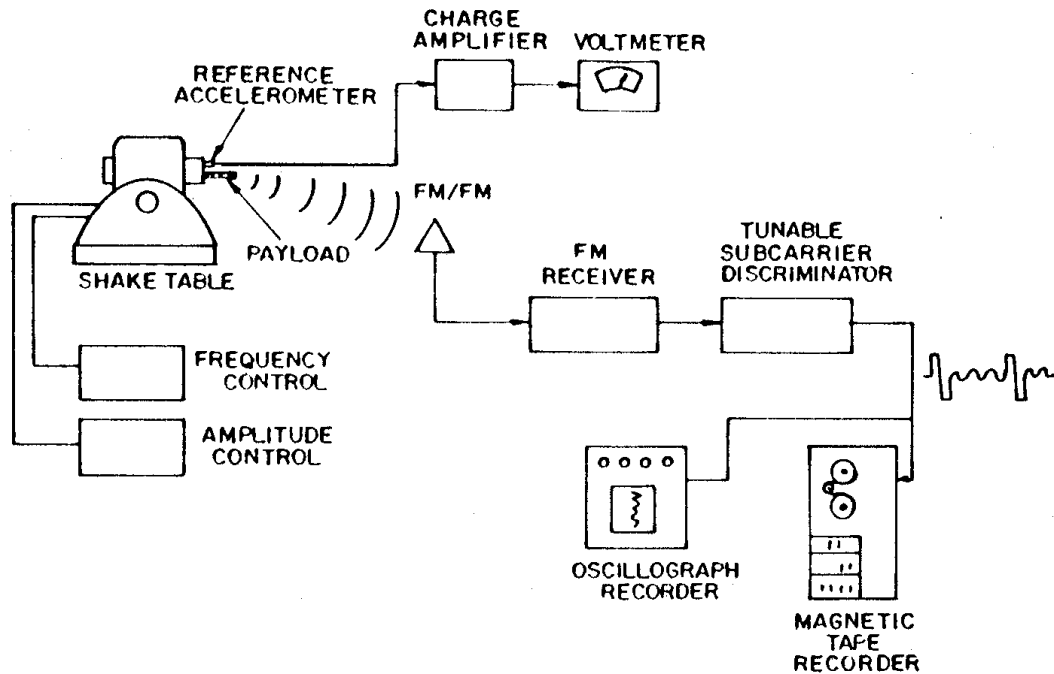 CHARGE
AMPLIFIER
VOLTMETER
REFERENCE
ACCELEROMETER
FM/FM
PAYLOAD
SHAKE TABLE
FM
RECEIVER
TUNABLE
SUBCARRIER
DISCRIMINATOR
FREQUENCY
CONTROL
AMPLITUDE
CONTROL
OSCILLOGRAPH
RECORDER
MAGNETIC
TAPE
RECORDER